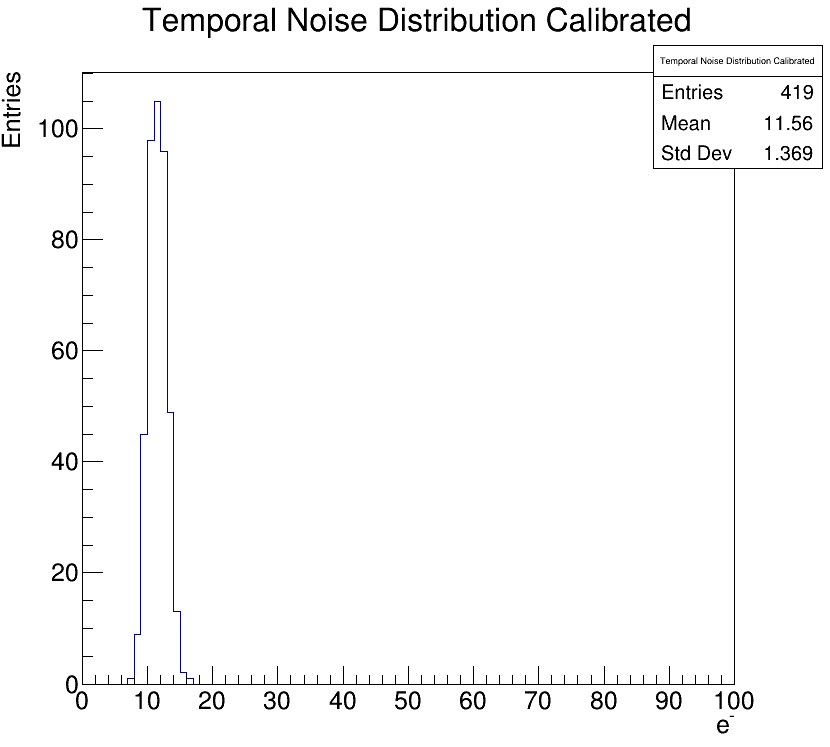 Temporal Noise Distribution Calibrated
Temporal Noise Distribution Calibrated
Entries 419
Mean 11.56
Std Dev 1.369
Entries
100
80
60
40
20
0
0 10 20 30 40 50 60 70 80 90 100
e⁻